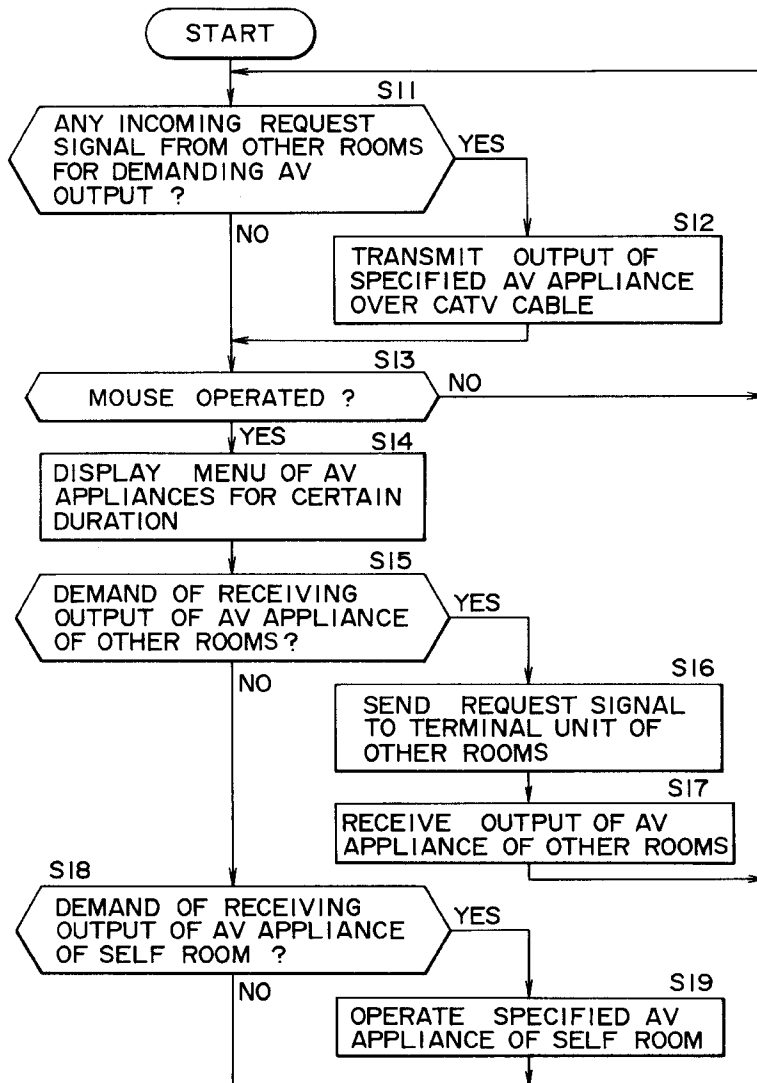 START
S11
ANY INCOMING REQUEST
SIGNAL FROM OTHER ROOMS
FOR DEMANDING AV
OUTPUT ?
YES
NO
S12
TRANSMIT OUTPUT OF
SPECIFIED AV APPLIANCE
OVER CATV CABLE
S13
MOUSE OPERATED ?
NO
YES
S14
DISPLAY MENU OF AV
APPLIANCES FOR CERTAIN
DURATION
S15
DEMAND OF RECEIVING
OUTPUT OF AV APPLIANCE
OF OTHER ROOMS?
YES
NO
S16
SEND REQUEST SIGNAL
TO TERMINAL UNIT OF
OTHER ROOMS
S17
RECEIVE OUTPUT OF AV
APPLIANCE OF OTHER ROOMS
S18
DEMAND OF RECEIVING
OUTPUT OF AV APPLIANCE
OF SELF ROOM ?
YES
NO
S19
OPERATE SPECIFIED AV
APPLIANCE OF SELF ROOM